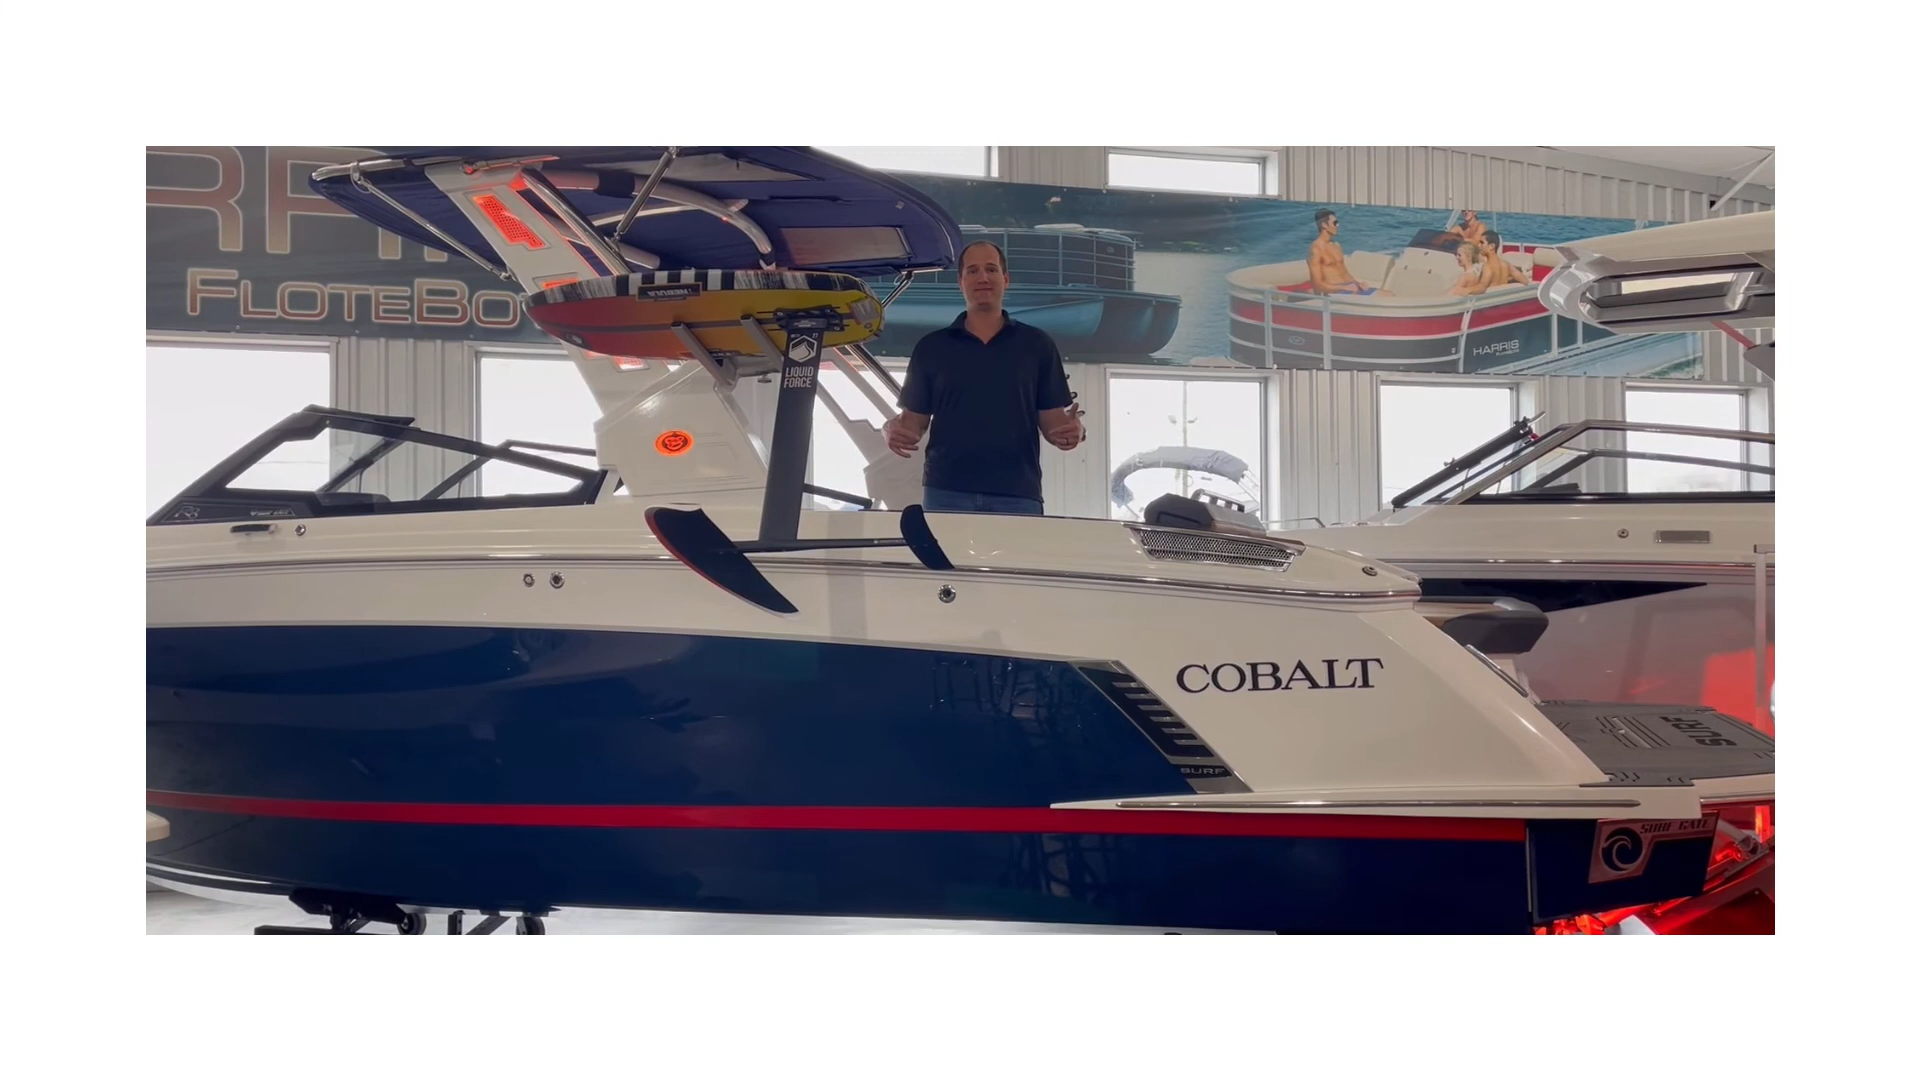 FLOTEBO
LIQUID
FORCE
HARRIS
COBALT
SURF
SURF
SURF GATE